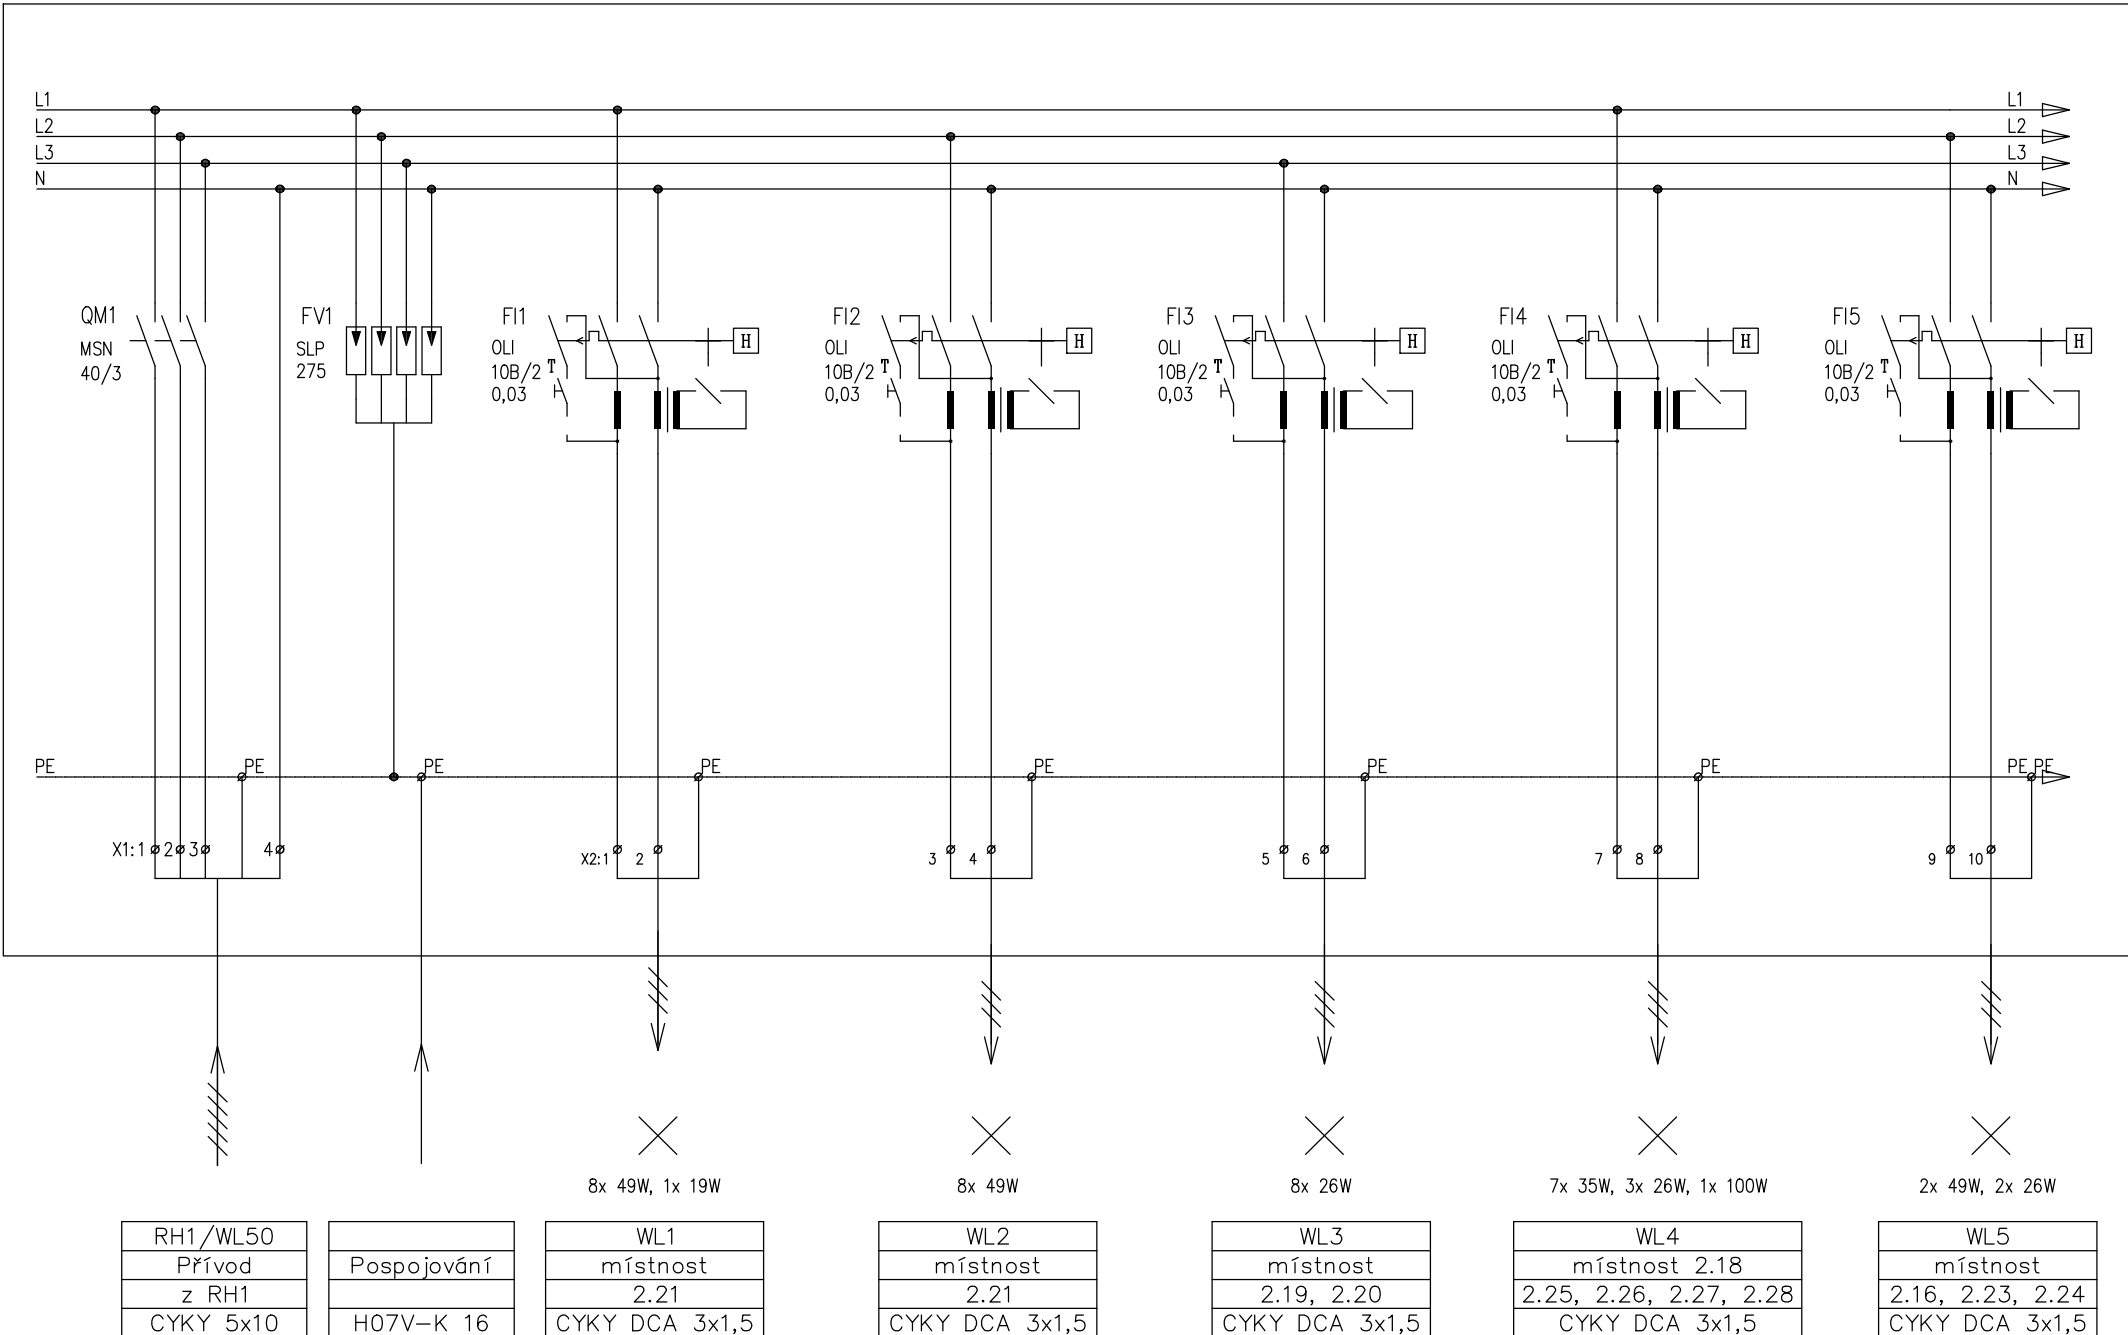 L1 L1
L2 L2
L3 L3
N N
QM1
MSN
40/3
FV1
SLP
275
FI1
OLI
10B/2
0,03
T
H
FI2
OLI
10B/2
0,03
T
H
FI3
OLI
10B/2
0,03
T
H
FI4
OLI
10B/2
0,03
T
H
FI5
OLI
10B/2
0,03
T
H
PE PE PE PE PE PE PE PE PE
X1:1 2 3 4 X2:1 2 3 4 5 6 7 8 9 10
8x 49W, 1x 19W
8x 49W
8x 26W
7x 35W, 3x 26W, 1x 100W
2x 49W, 2x 26W
RH1/WL50
Přívod
z RH1
CYKY 5x10
Pospojování
H07V-K 16
WL1
místnost
2.21
CYKY DCA 3x1,5
WL2
místnost
2.21
CYKY DCA 3x1,5
WL3
místnost
2.19, 2.20
CYKY DCA 3x1,5
WL4
místnost 2.18
2.25, 2.26, 2.27, 2.28
CYKY DCA 3x1,5
WL5
místnost
2.16, 2.23, 2.24
CYKY DCA 3x1,5